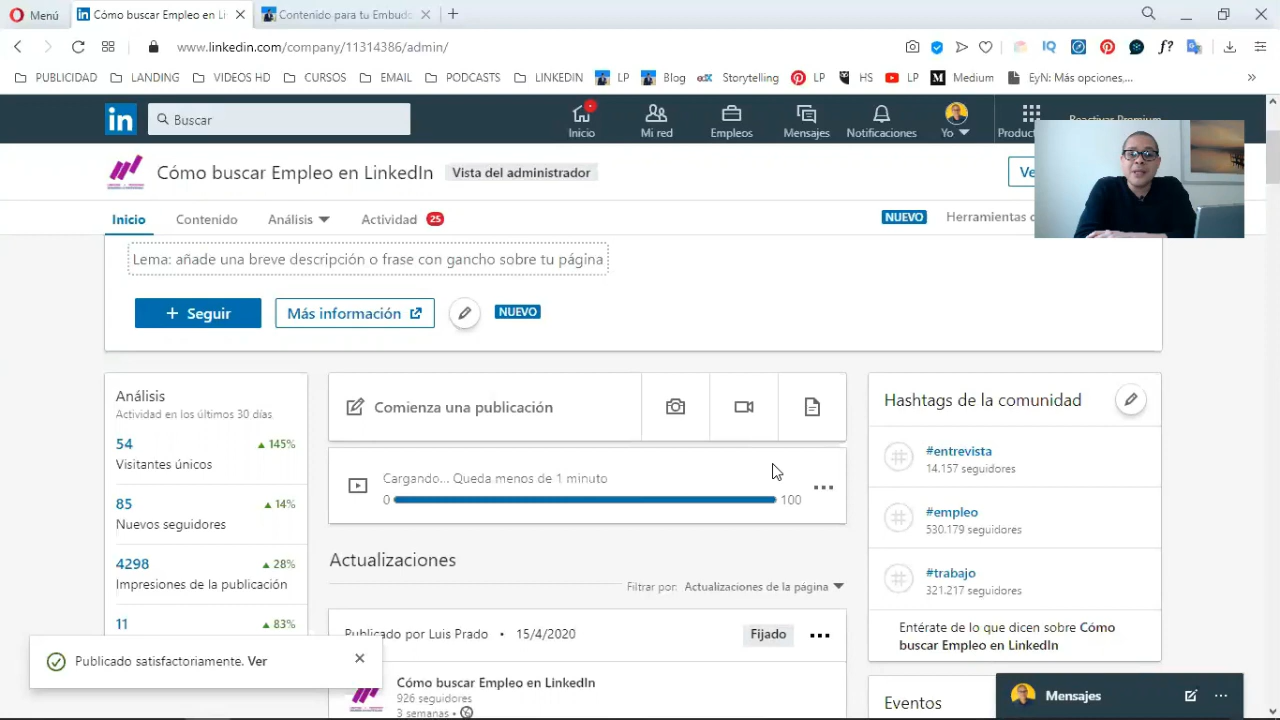 Menú
Cómo buscar Empleo en Li
Contenido para tu Embudo
www.linkedin.com/company/11314386/admin/
PUBLICIDAD
LANDING
VIDEOS HD
CURSOS
EMAIL
PODCASTS
LINKEDIN
LP
Blog
Storytelling
LP
HS
LP
Medium
EyN: Más opciones,...
in
Buscar
Inicio
Mi red
Empleos
Mensajes
Notificaciones
Yo
Product
Reactivar Premium
Cómo buscar Empleo en LinkedIn
Vista del administrador
Ve
Inicio
Contenido
Análisis
Actividad
25
NUEVO
Herramientas
Lema: añade una breve descripción o frase con gancho sobre tu página
+ Seguir
Más información
NUEVO
Análisis
Actividad en los últimos 30 días.
54
145%
Visitantes únicos
85
14%
Nuevos seguidores
4298
28%
Impresiones de la publicación
11
83%
Comienza una publicación
Cargando... Queda menos de 1 minuto
0
100
Actualizaciones
Filtrar por: Actualizaciones de la página
Publicado por Luis Prado • 15/4/2020
Fijado
Cómo buscar Empleo en LinkedIn
926 seguidores
3 semanas •
Hashtags de la comunidad
#entrevista
14.157 seguidores
#empleo
530.179 seguidores
#trabajo
321.217 seguidores
Entérate de lo que dicen sobre Cómo
buscar Empleo en LinkedIn
Eventos
Publicado satisfactoriamente. Ver
Mensajes